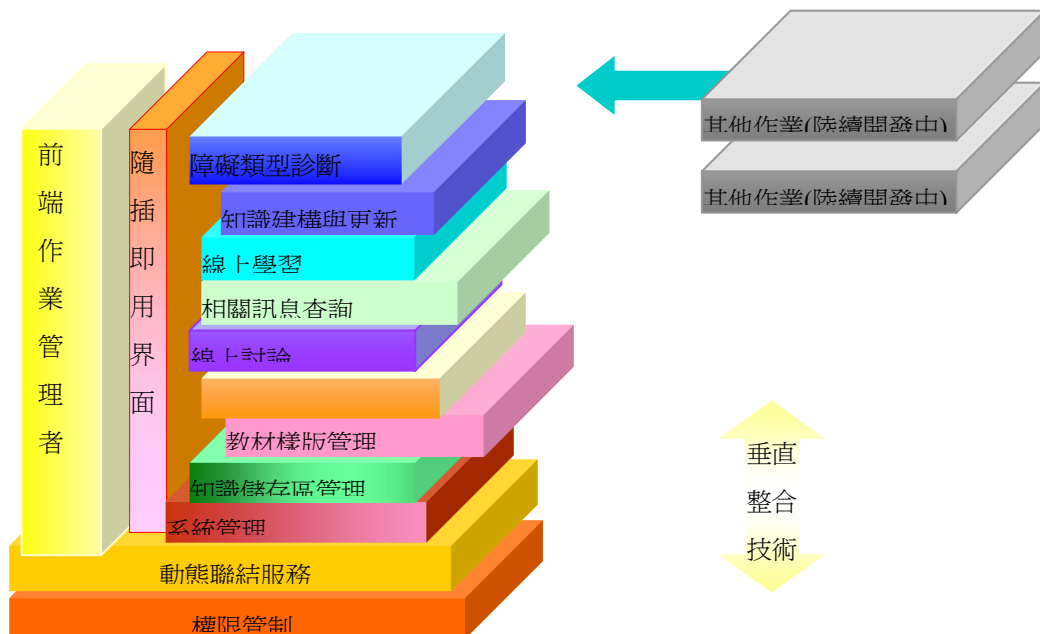 前端作業管理者
隨插即用界面
障礙類型診斷
知識建構與更新
線上學習
相關訊息查詢
線上討論
教材樣版管理
知識儲存區管理
系統管理
動態聯結服務
權限管制
其他作業(陸續開發中)
其他作業(陸續開發中)
垂直
整合
技術